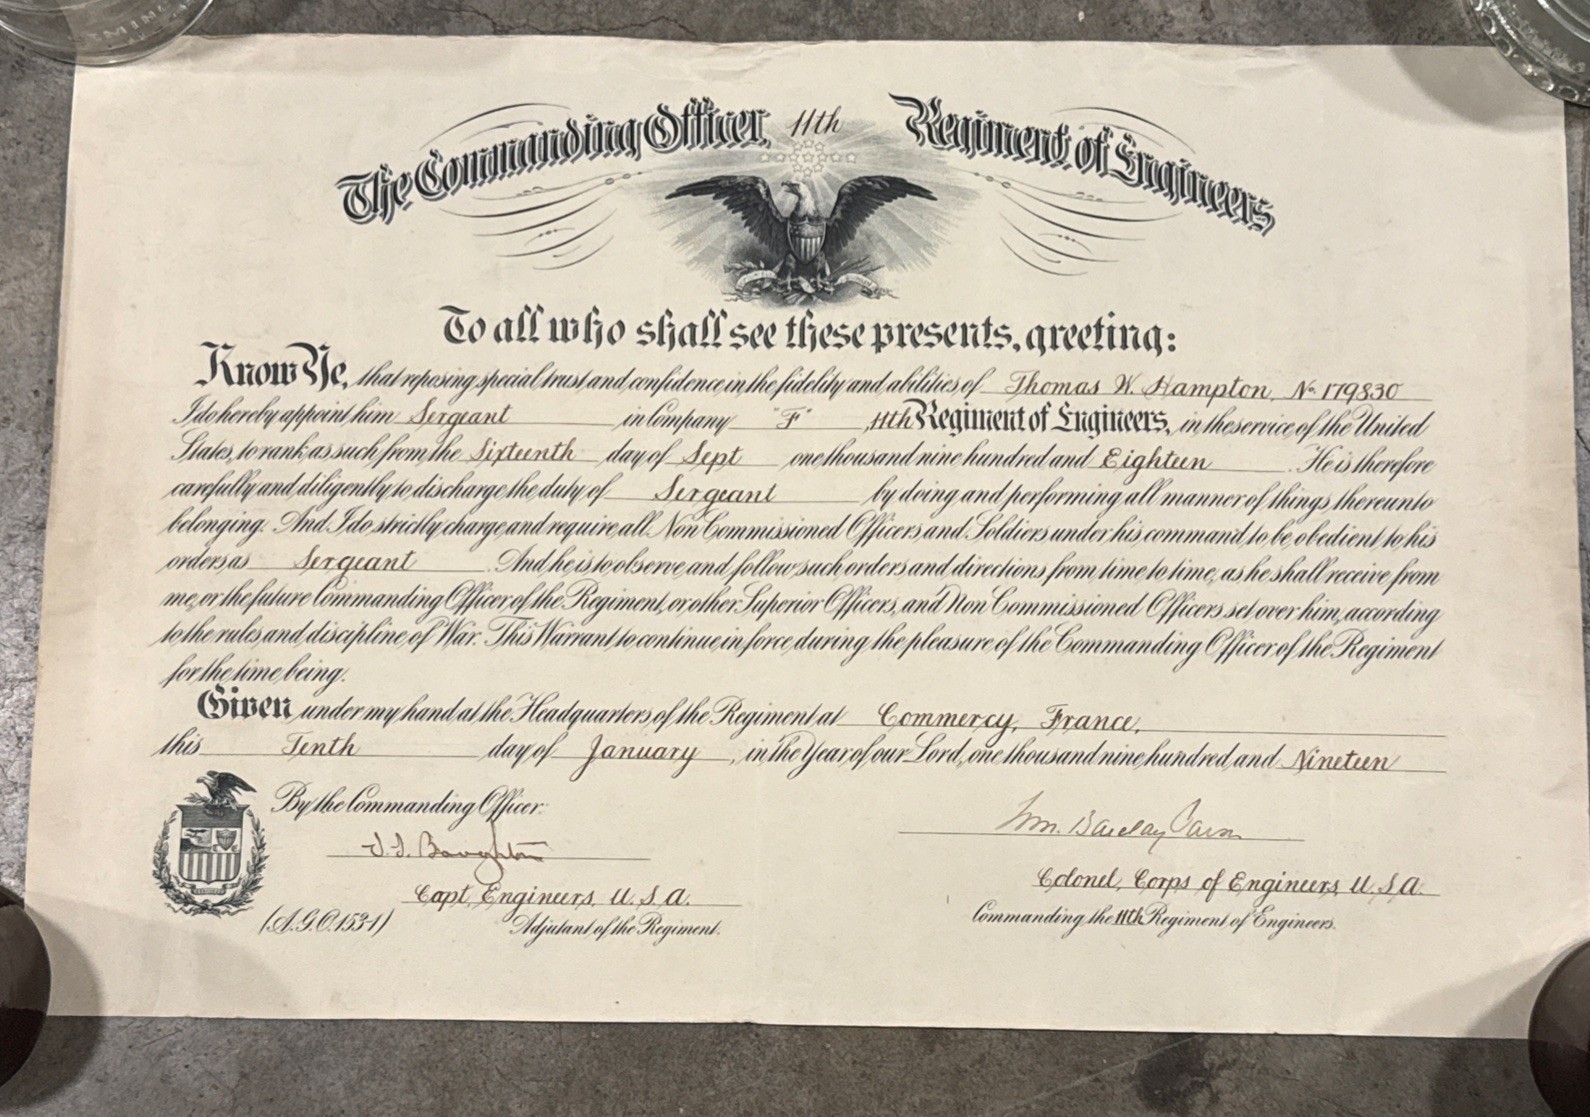 The Commanding Officer, 11th Regiment of Engineers
To all who shall see these presents, greeting:
Know Ye, that reposing special trust and confidence in the fidelity and abilities of Thomas W. Hampton, No. 179830
I do hereby appoint him Sergeant in Company "F", 11th Regiment of Engineers, in the service of the United
States, to rank as such from the Sixteenth day of Sept one thousand nine hundred and Eighteen. He is therefore
carefully and diligently to discharge the duty of Sergeant by doing and performing all manner of things thereunto
belonging. And I do strictly charge and require all Non Commissioned Officers and Soldiers under his command to be obedient to his
orders as Sergeant. And he is to observe and follow such orders and directions from time to time, as he shall receive from
me, or the future Commanding Officer of the Regiment, or other Superior Officers, and Non Commissioned Officers set over him, according
to the rules and discipline of War. This Warrant to continue in force during the pleasure of the Commanding Officer of the Regiment
for the time being.
Given under my hand at the Headquarters of the Regiment at Commercy, France,
this Tenth day of January, in the Year of our Lord, one thousand nine hundred and Nineteen
By the Commanding Officer:
Wm. Barclay Parsons
Capt. Engineers, U.S.A.
Colonel, Corps of Engineers, U.S.A.
(A.G.O. 153-1)
Adjutant of the Regiment.
Commanding the 11th Regiment of Engineers.